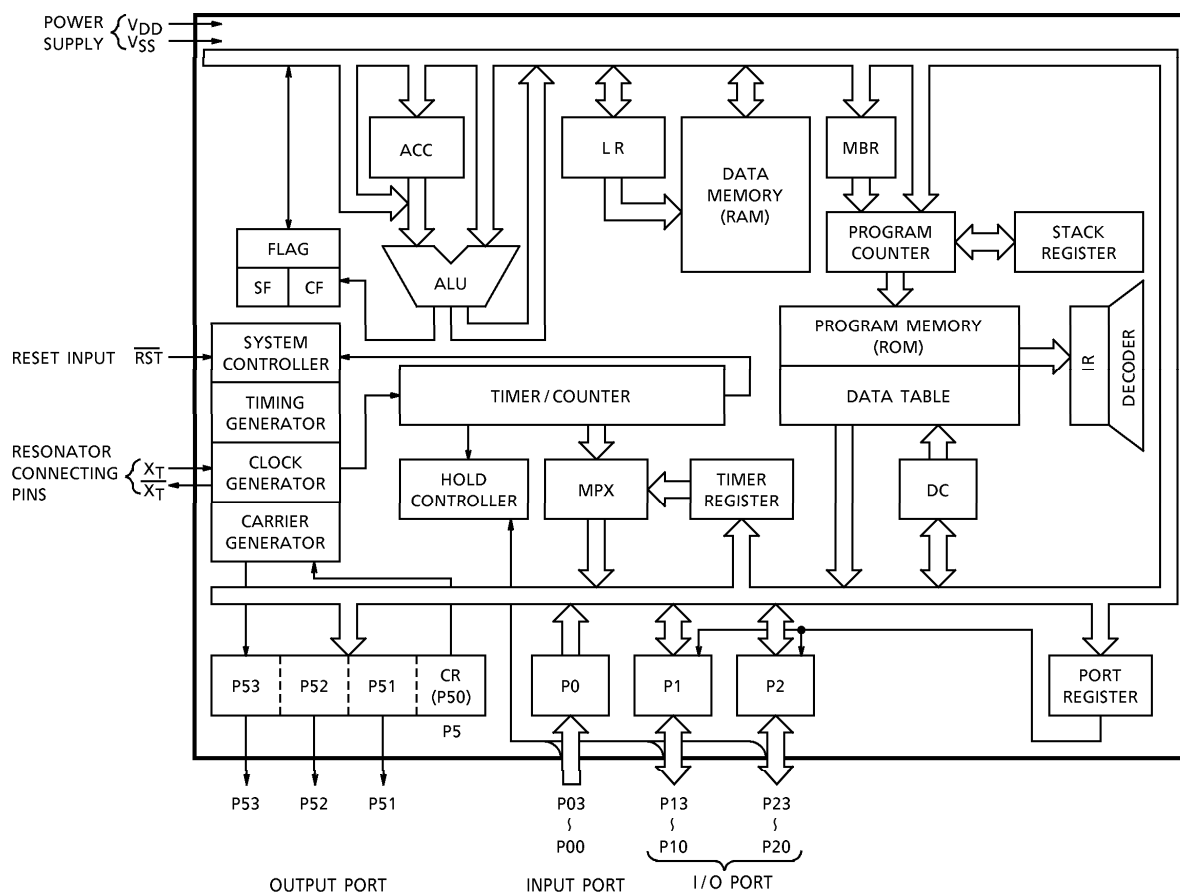 POWER
SUPPLY
VDD
VSS
ACC
LR
DATA
MEMORY
(RAM)
MBR
FLAG
SF CF
ALU
PROGRAM
COUNTER
STACK
REGISTER
RESET INPUT RST
SYSTEM
CONTROLLER
TIMING
GENERATOR
CLOCK
GENERATOR
CARRIER
GENERATOR
PROGRAM MEMORY
(ROM)
DATA TABLE
IR
DECODER
TIMER/COUNTER
RESONATOR
CONNECTING
PINS
XT
XT
HOLD
CONTROLLER
MPX
TIMER
REGISTER
DC
P53
P52
P51
CR
(P50)
P5
P0
P1
P2
PORT
REGISTER
P53
P52
P51
P03
~
P00
P13
~
P10
P23
~
P20
OUTPUT PORT
INPUT PORT
I/O PORT